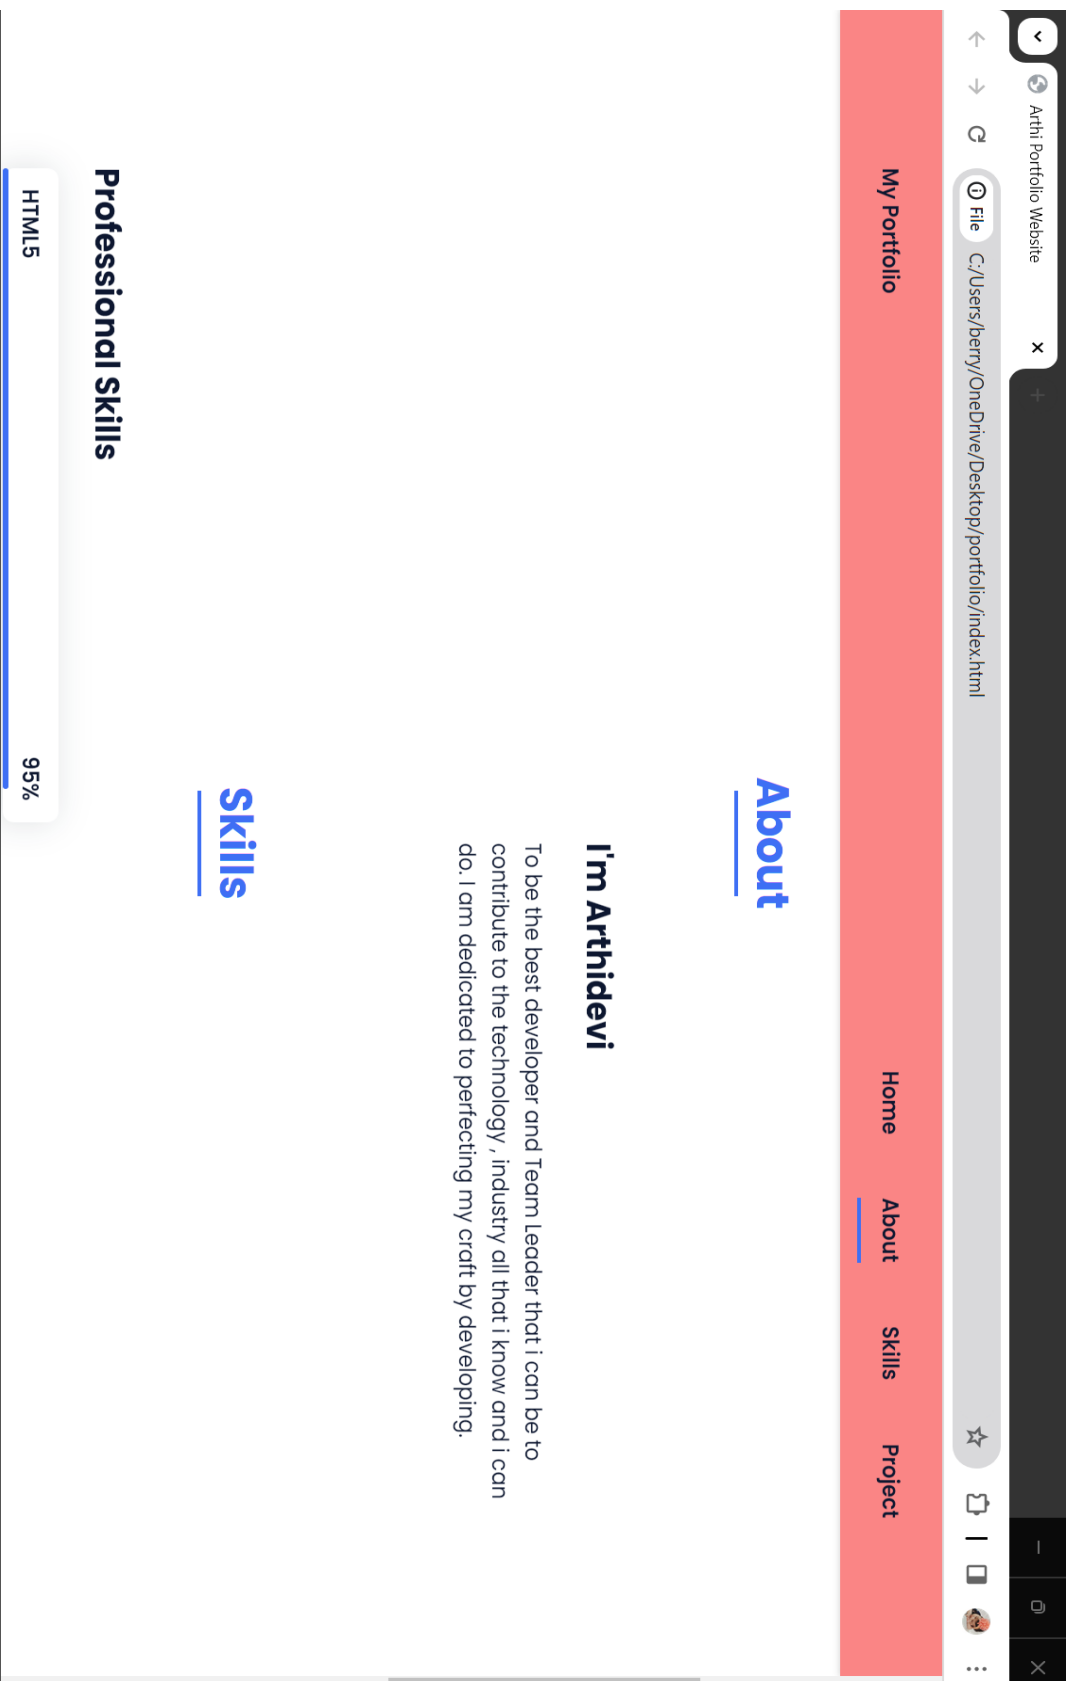 Arthi Portfolio Website
File C:/Users/berry/OneDrive/Desktop/portfolio/index.html
My Portfolio Home About Skills Project
About
I'm Arthidevi
To be the best developer and Team Leader that i can be to
contribute to the technology , industry all that i know and i can
do. I am dedicated to perfecting my craft by developing.
Skills
Professional Skills
HTML5 95%